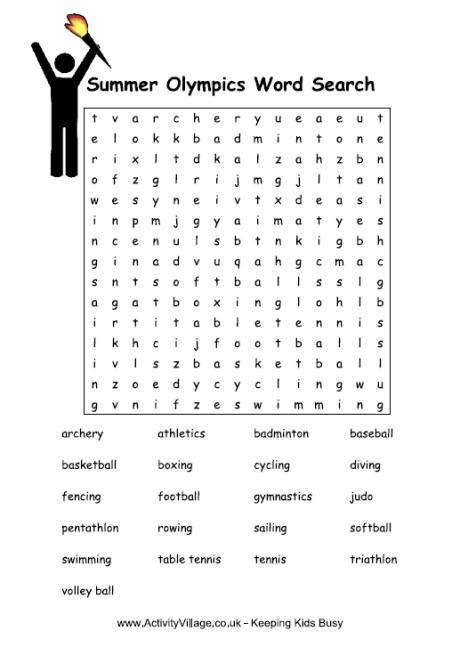 Summer Olympics Word Search
t v a r c h e r y u e a e u t
e l o k k b a d m i n t o n e
r i x l t d k a l z a h z b n
o f z g l r i j m g j l t a n
w e s y n e i v t x d e a s i
i n p m j g y a i m a t y e s
n c e n u l s b t n k i g b h
g i n a d v u q a h g c m a c
s n t s o f t b a l l s s l g
a g a t b o x i n g l o h l b
i r t i t a b l e t e n n i s
l k h c i j f o o t b a l l s
i v l s z b a s k e t b a l l
n z o e d y c y c l i n g w u
g v n i f z e s w i m m i n g
archery athletics badminton baseball
basketball boxing cycling diving
fencing football gymnastics judo
pentathlon rowing sailing softball
swimming table tennis tennis triathlon
volley ball
www.ActivityVillage.co.uk - Keeping Kids Busy